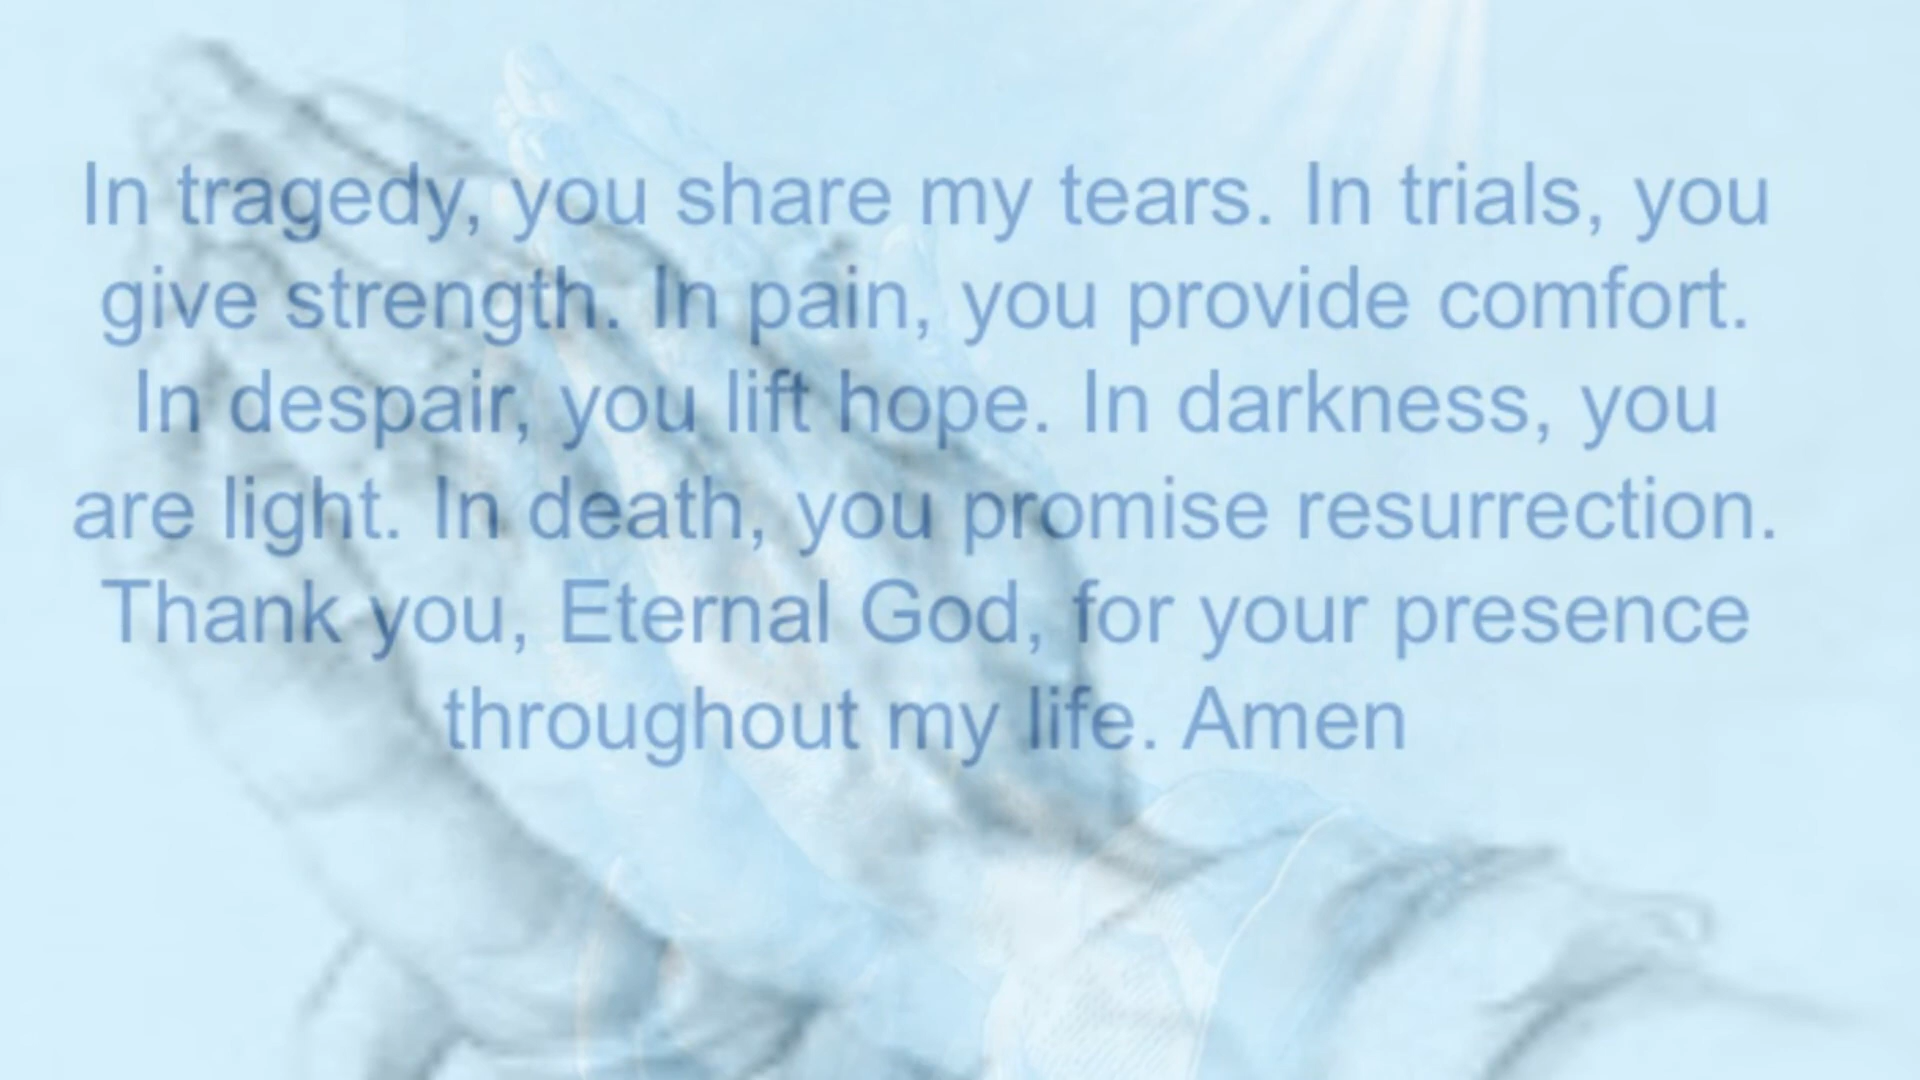 In tragedy, you share my tears. In trials, you
give strength. In pain, you provide comfort.
In despair, you lift hope. In darkness, you
are light. In death, you promise resurrection.
Thank you, Eternal God, for your presence
throughout my life. Amen